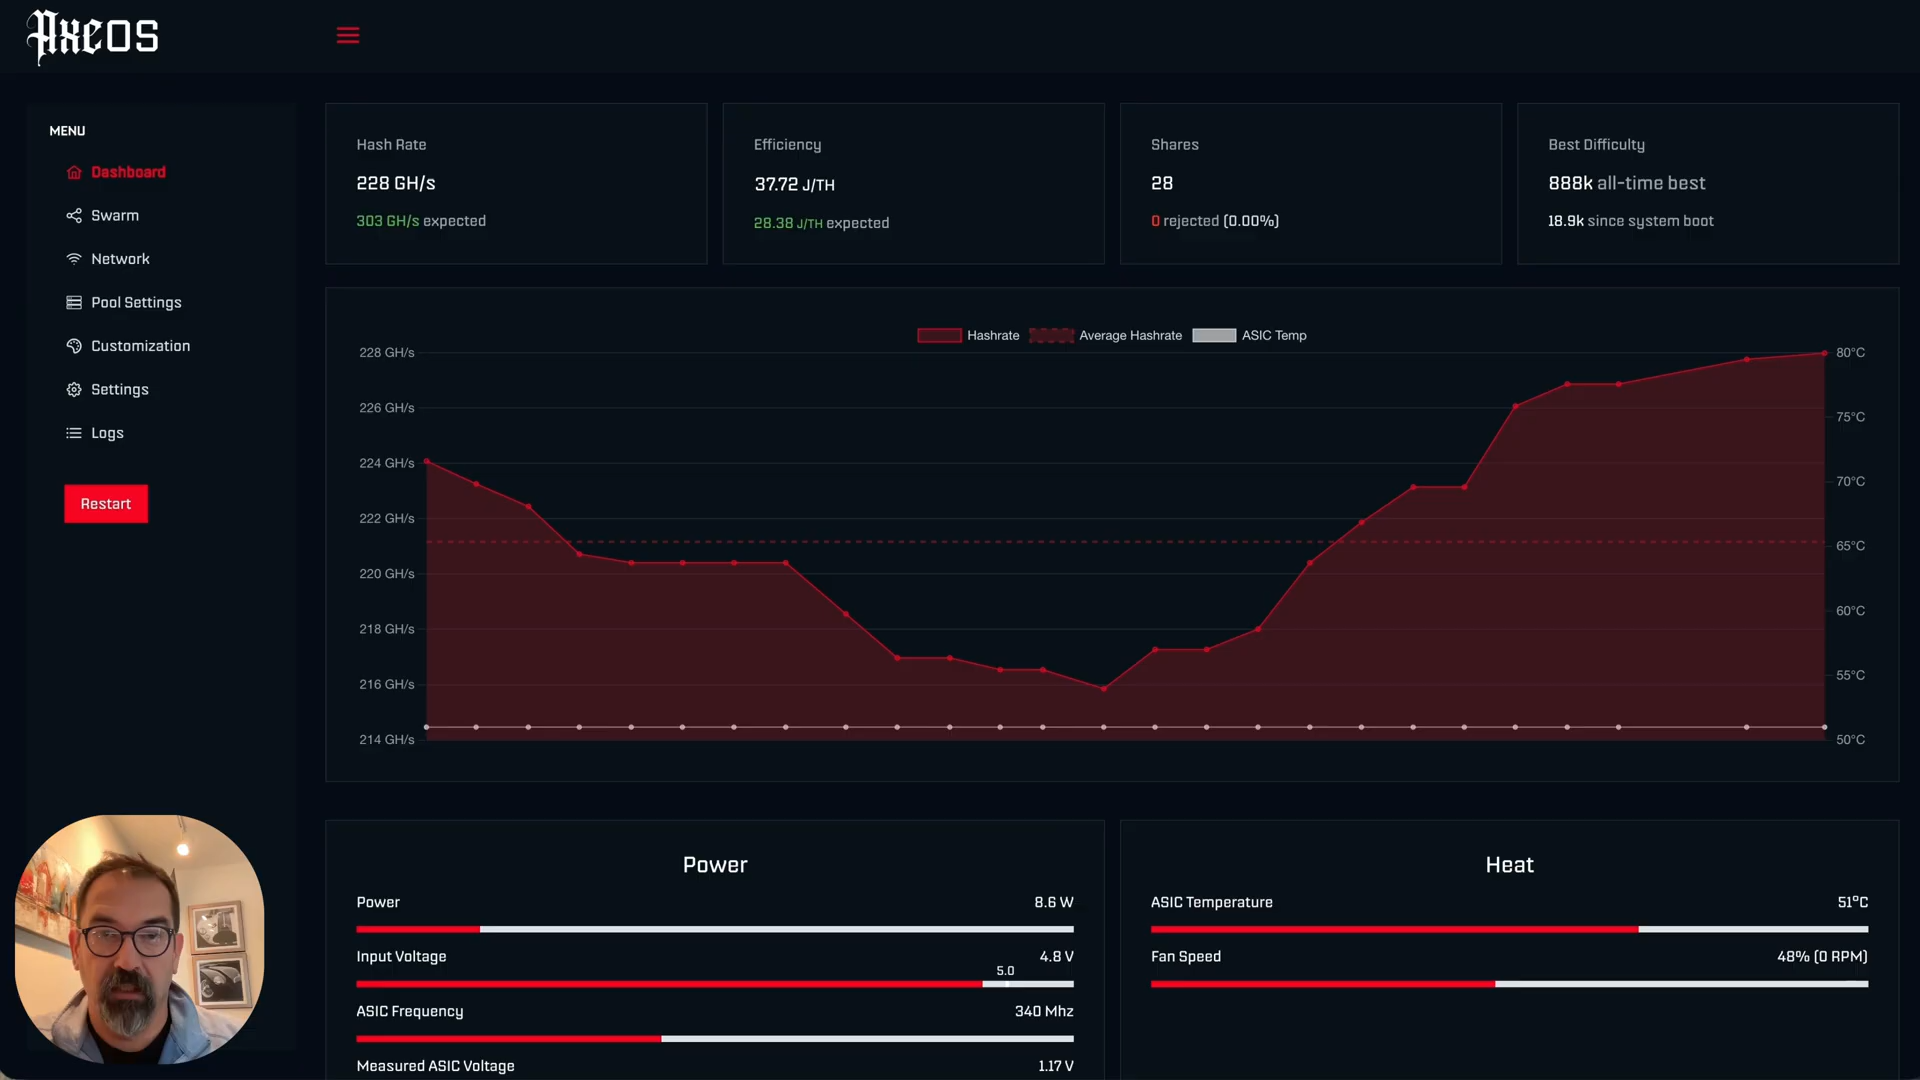 AxeOS
MENU
Dashboard
Swarm
Network
Pool Settings
Customization
Settings
Logs
Restart
Hash Rate
228 GH/s
303 GH/s expected
Efficiency
37.72 J/TH
28.38 J/TH expected
Shares
28
0 rejected (0.00%)
Best Difficulty
888k all-time best
18.9k since system boot
Hashrate Average Hashrate ASIC Temp
228 GH/s
226 GH/s
224 GH/s
222 GH/s
220 GH/s
218 GH/s
216 GH/s
214 GH/s
80°C
75°C
70°C
65°C
60°C
55°C
50°C
Power
Power 8.6 W
Input Voltage 4.8 V
5.0
ASIC Frequency 340 Mhz
Measured ASIC Voltage 1.17 V
Heat
ASIC Temperature 51°C
Fan Speed 48% (0 RPM)